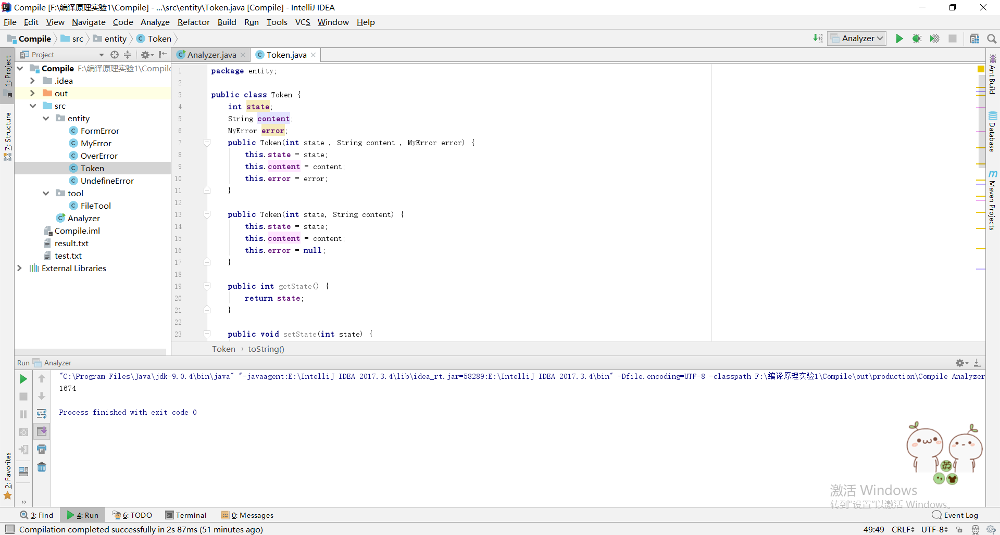 Compile [F:\编译原理实验1\Compile] - ...\src\entity\Token.java [Compile] - IntelliJ IDEA
File Edit View Navigate Code Analyze Refactor Build Run Tools VCS Window Help
Compile src entity Token
Analyzer
Project
Analyzer.java
Token.java
1: Project
7: Structure
2: Favorites
Compile F:\编译原理实验1\Compile
.idea
out
src
entity
FormError
MyError
OverError
Token
UndefineError
tool
FileTool
Analyzer
Compile.iml
result.txt
test.txt
External Libraries
1 package entity;
2
3 public class Token {
4 int state;
5 String content;
6 MyError error;
7 public Token(int state , String content , MyError error) {
8 this.state = state;
9 this.content = content;
10 this.error = error;
11 }
12
13 public Token(int state, String content) {
14 this.state = state;
15 this.content = content;
16 this.error = null;
17 }
18
19 public int getState() {
20 return state;
21 }
22
23 public void setState(int state) {
Token › toString()
Ant Build
Database
Maven Projects
Run Analyzer
"C:\Program Files\Java\jdk-9.0.4\bin\java" "-javaagent:E:\IntelliJ IDEA 2017.3.4\lib\idea_rt.jar=58289:E:\IntelliJ IDEA 2017.3.4\bin" -Dfile.encoding=UTF-8 -classpath F:\编译原理实验1\Compile\out\production\Compile Analyzer
1674
Process finished with exit code 0
英
激活 Windows
转到"设置"以激活 Windows。
3: Find 4: Run 6: TODO Terminal 0: Messages Event Log
Compilation completed successfully in 2s 87ms (51 minutes ago) 49:49 CRLF UTF-8